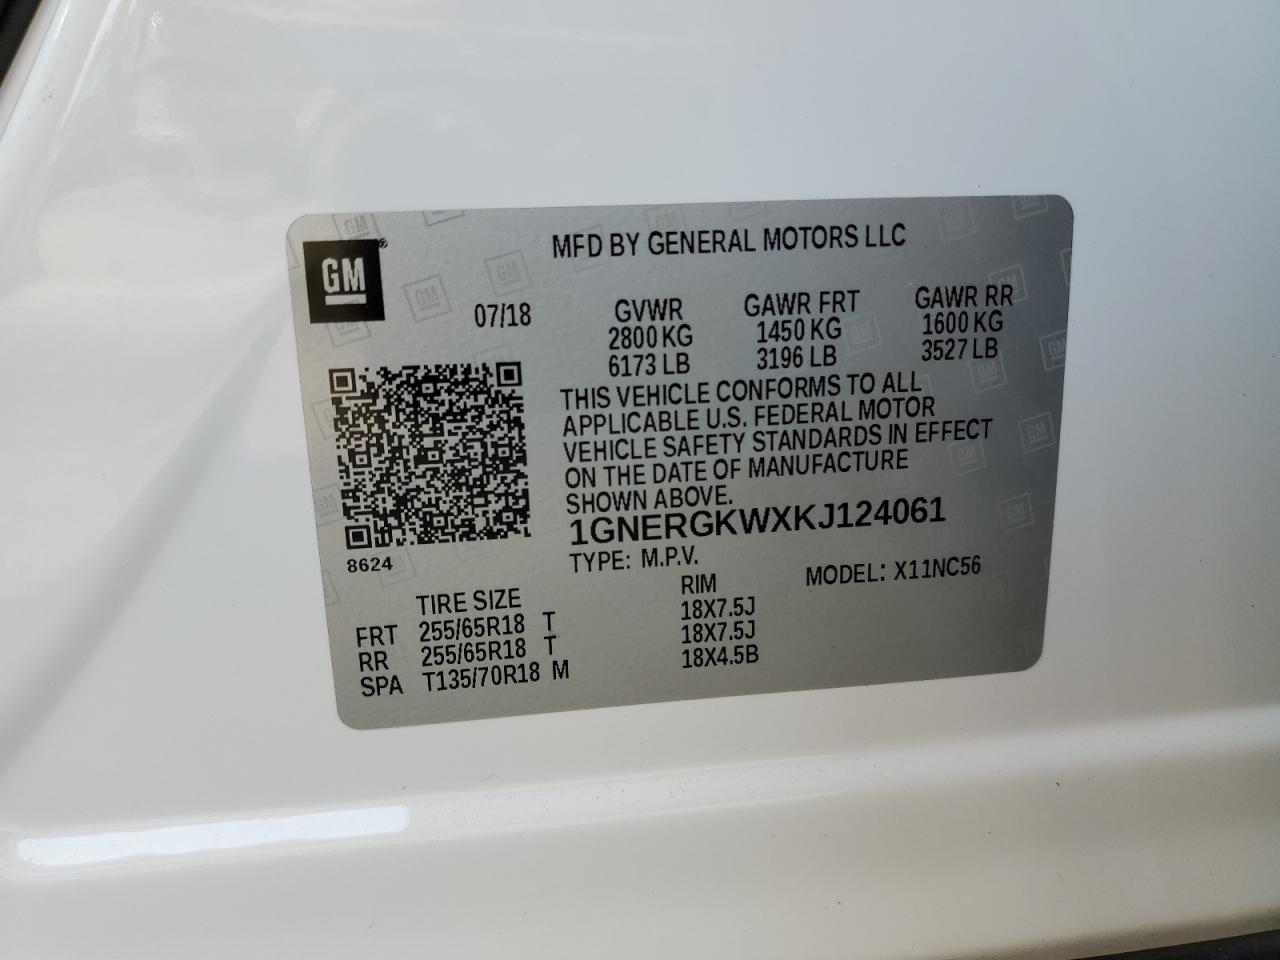 GM®
MFD BY GENERAL MOTORS LLC
07/18
GVWR GAWR FRT GAWR RR
2800 KG 1450 KG 1600 KG
6173 LB 3196 LB 3527 LB
THIS VEHICLE CONFORMS TO ALL
APPLICABLE U.S. FEDERAL MOTOR
VEHICLE SAFETY STANDARDS IN EFFECT
ON THE DATE OF MANUFACTURE
SHOWN ABOVE.
1GNERGKWXKJ124061
8624
TYPE: M.P.V. MODEL: X11NC56
TIRE SIZE RIM
FRT 255/65R18 T 18X7.5J
RR 255/65R18 T 18X7.5J
SPA T135/70R18 M 18X4.5B